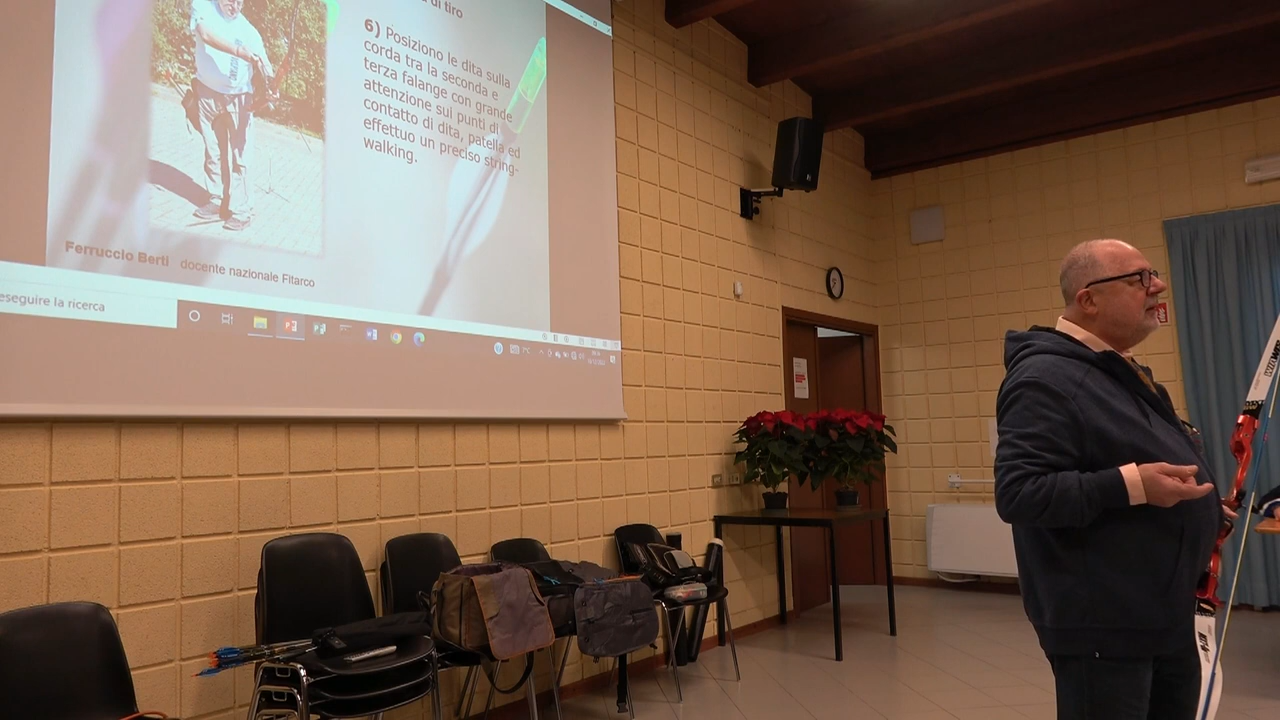 di tiro
6) Posiziono le dita sulla
corda tra la seconda e
terza falange con grande
attenzione sui punti di
contatto di dita, patella ed
effettuo un preciso string-
walking.
Ferruccio Berti docente nazionale Fitarco
eseguire la ricerca